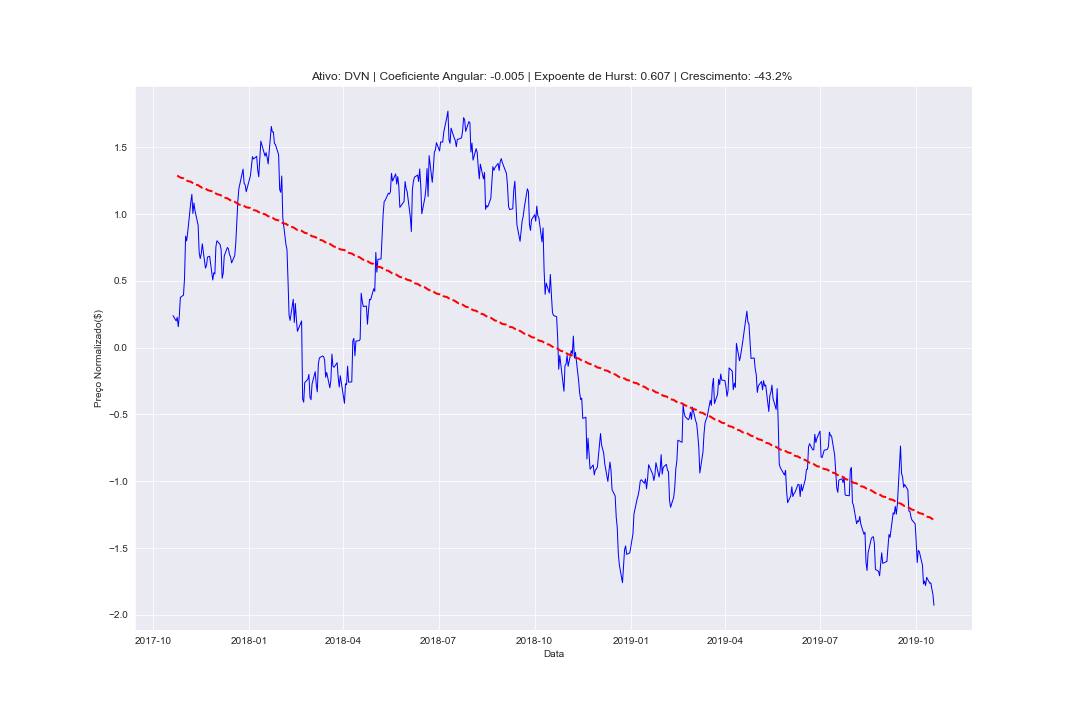 Ativo: DVN | Coeficiente Angular: -0.005 | Expoente de Hurst: 0.607 | Crescimento: -43.2%
1.5
1.0
0.5
0.0
−0.5
−1.0
−1.5
−2.0
Preço Normalizado($)
2017-10 2018-01 2018-04 2018-07 2018-10 2019-01 2019-04 2019-07 2019-10
Data